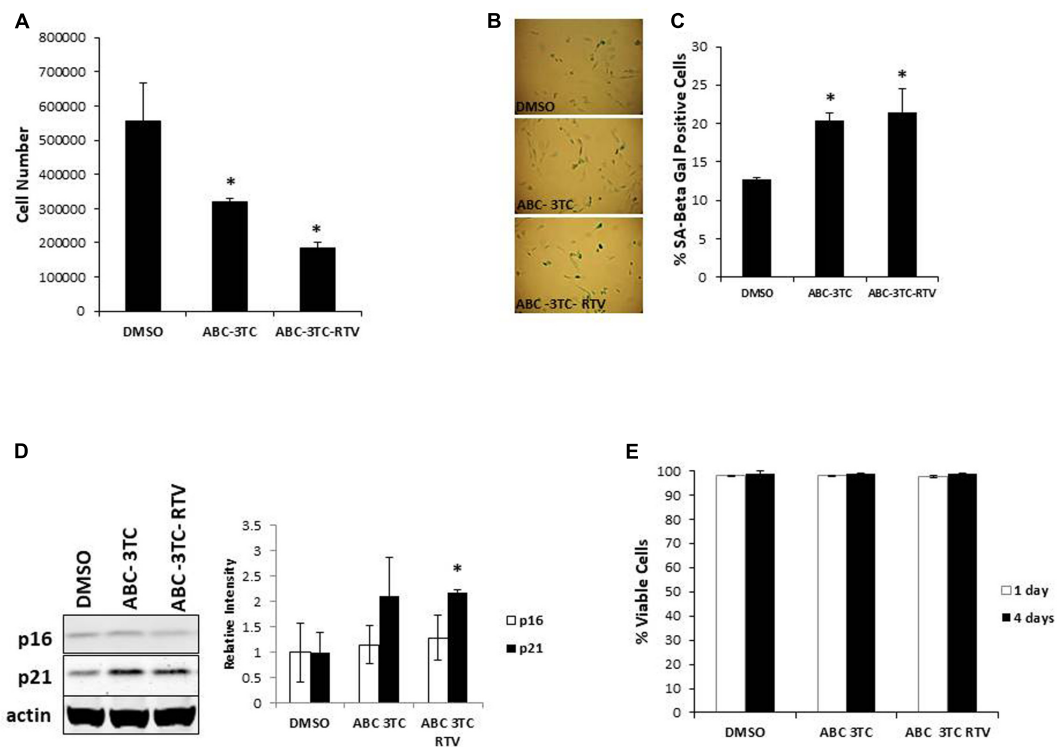 A
800000
700000
600000
500000
400000
300000
200000
100000
0
Cell Number
*
*
DMSO
ABC-3TC
ABC-3TC-RTV
B
DMSO
ABC- 3TC
ABC -3TC- RTV
C
30
25
20
15
10
5
0
% SA-Beta Gal Positive Cells
*
*
DMSO
ABC-3TC
ABC-3TC-RTV
D
DMSO
ABC- 3TC
ABC -3TC- RTV
p16
p21
actin
3.5
3
2.5
2
1.5
1
0.5
0
Relative Intensity
*
DMSO
ABC 3TC
ABC 3TC
RTV
p16
p21
E
100
90
80
70
60
50
40
30
20
10
0
% Viable Cells
DMSO
ABC 3TC
ABC 3TC RTV
1 day
4 days